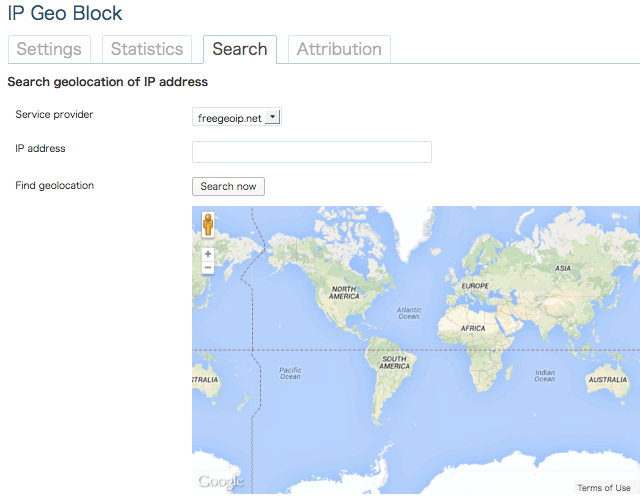 IP Geo Block
Settings Statistics Search Attribution
Search geolocation of IP address
Service provider freegeoip.net
IP address
Find geolocation Search now
+
−
ASIA
EUROPE
NORTH
AMERICA
Atlantic
Ocean
AFRICA
SOUTH
AMERICA
Pacific
Ocean
Indian
Ocean
TRALIA
AUSTRALIA
Google
Terms of Use